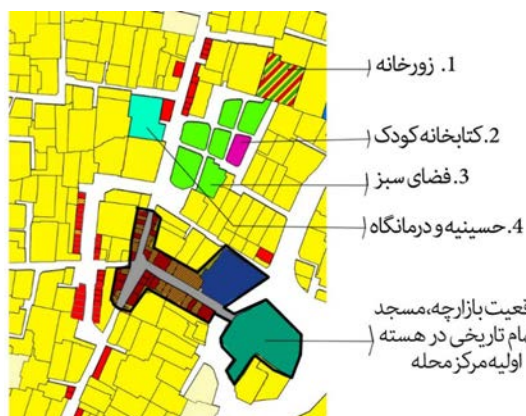 1. زورخانه
2.کتابخانه کودک
3.فضای سبز
4.حسینیه و درمانگاه
بازارچه،مسجد
تاریخی در هسته
اولیه مرکز محله